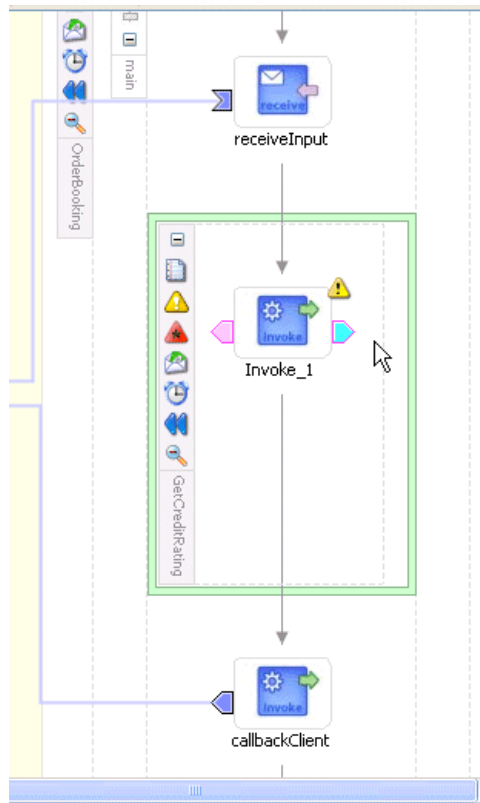 main
OrderBooking
receive
receiveInput
invoke
Invoke_1
GetCreditRating
invoke
callbackClient